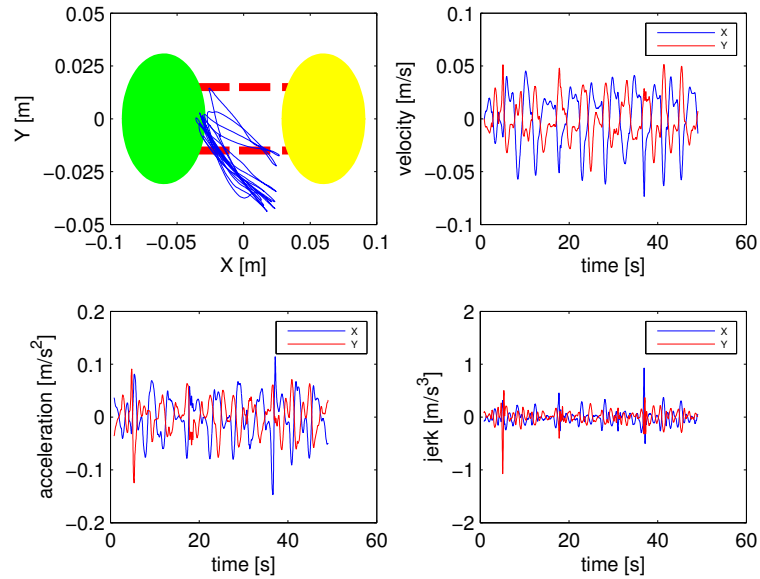 0.05
0.025
0
−0.025
−0.05
Y [m]
−0.1
−0.05
0
0.05
0.1
X [m]
0.1
0.05
0
−0.05
−0.1
velocity [m/s]
X
Y
0
20
40
60
time [s]
0.2
0.1
0
−0.1
−0.2
acceleration [m/s²]
X
Y
0
20
40
60
time [s]
2
1
0
−1
−2
jerk [m/s³]
X
Y
0
20
40
60
time [s]